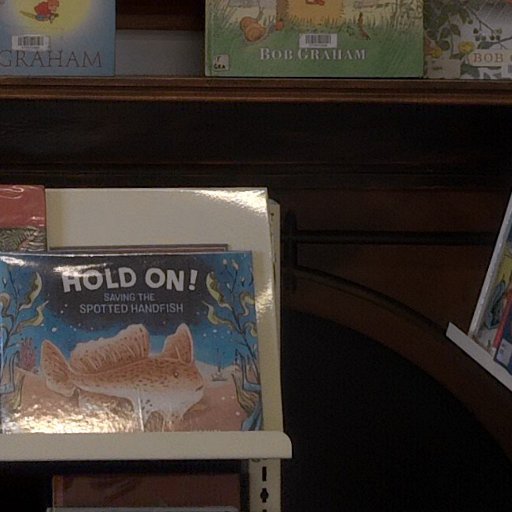 GRAHAM
BOB GRAHAM
BOB G
HOLD ON!
SAVING THE
SPOTTED HANDFISH